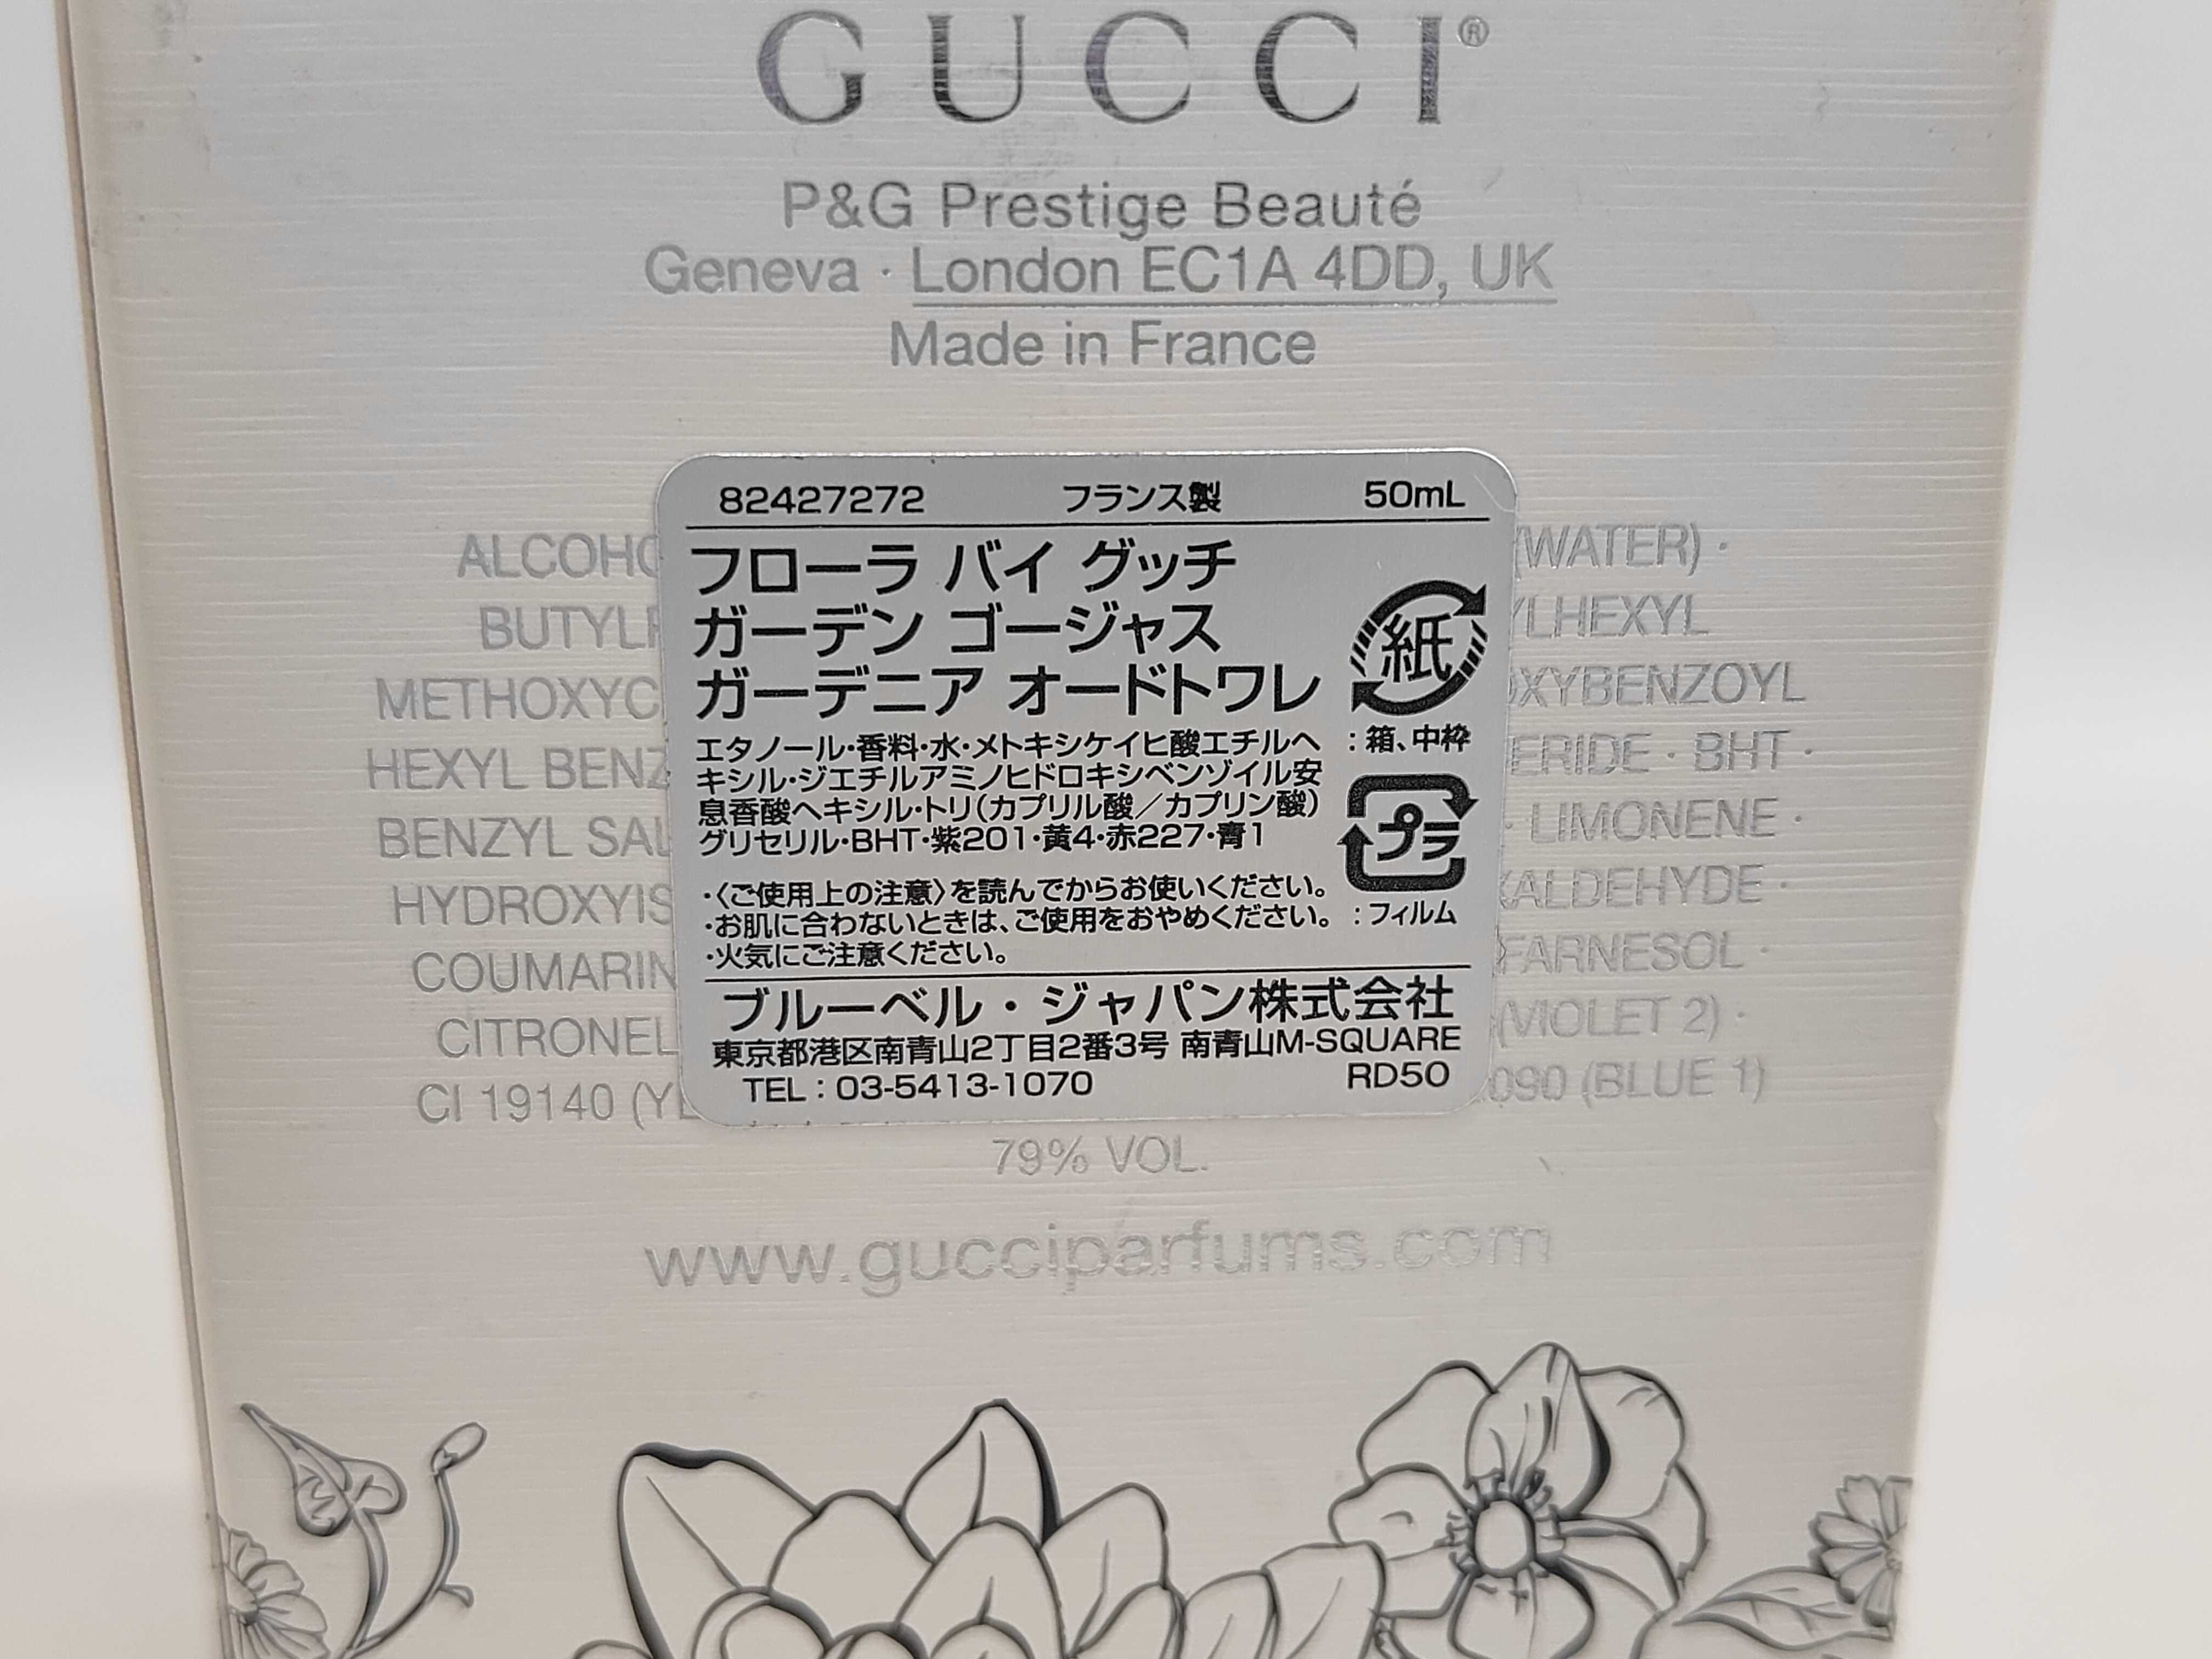 GUCCI®
P&G Prestige Beauté
Geneva · London EC1A 4DD, UK
Made in France
82427272 フランス製 50mL
フローラ バイ グッチ
ガーデン ゴージャス
ガーデニア オードトワレ
エタノール・香料・水・メトキシケイヒ酸エチルヘ
キシル・ジエチルアミノヒドロキシベンゾイル安
息香酸ヘキシル・トリ(カプリル酸/カプリン酸)
グリセリル・BHT・紫201・黄4・赤227・青1
・〈ご使用上の注意〉を読んでからお使いください。
・お肌に合わないときは、ご使用をおやめください。
・火気にご注意ください。
紙
:箱、中枠
プラ
:フィルム
ブルーベル・ジャパン株式会社
東京都港区南青山2丁目2番3号 南青山M-SQUARE
TEL:03-5413-1070 RD50
(WATER) ·
HEXYL BENZ
BHT ·
BENZYL SAL
· LIMONENE ·
COUMARIN
FARNESOL ·
(VIOLET 2) ·
CI 19140
(BLUE 1)
79% VOL.
www.gucciparfums.com